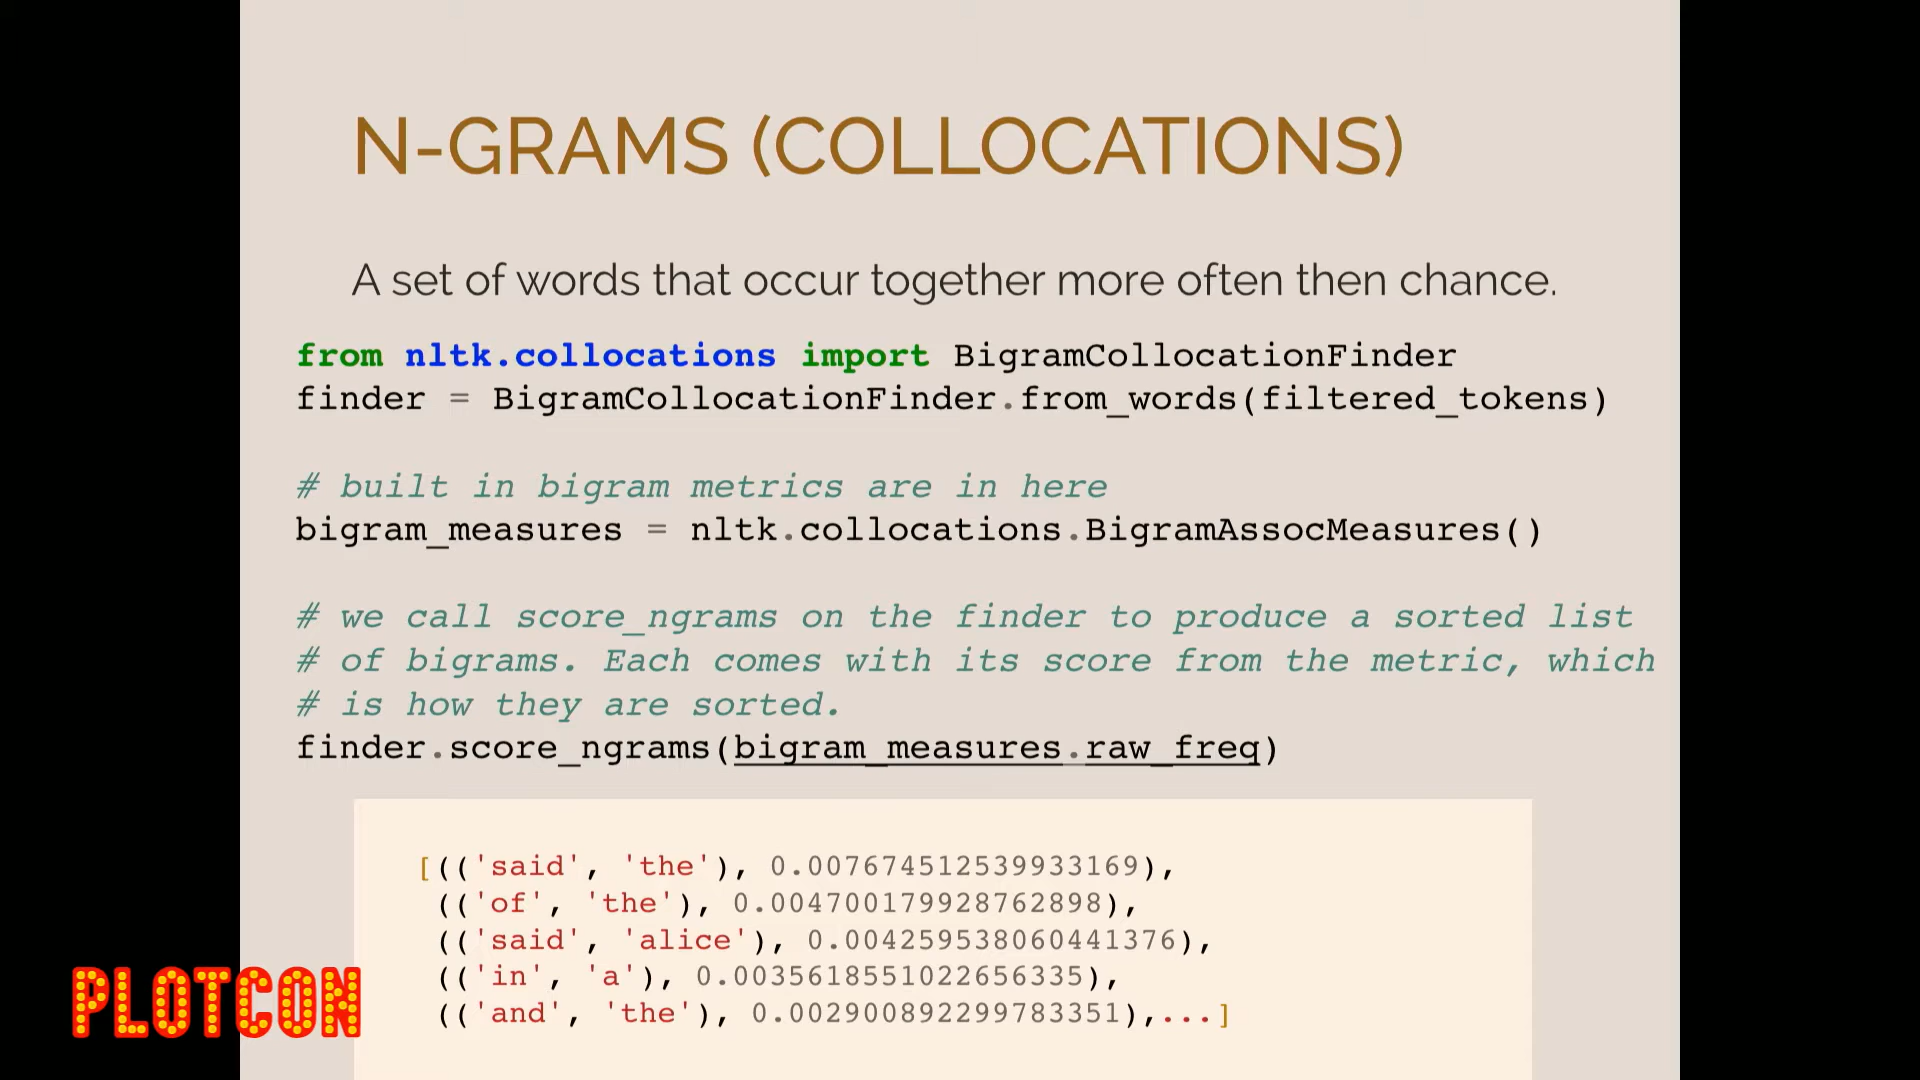 N-GRAMS (COLLOCATIONS)
A set of words that occur together more often then chance.
from nltk.collocations import BigramCollocationFinder
finder = BigramCollocationFinder.from_words(filtered_tokens)
# built in bigram metrics are in here
bigram_measures = nltk.collocations.BigramAssocMeasures()
# we call score_ngrams on the finder to produce a sorted list
# of bigrams. Each comes with its score from the metric, which
# is how they are sorted.
finder.score_ngrams(bigram_measures.raw_freq)
[(('said', 'the'), 0.007674512539933169),
(('of', 'the'), 0.004700179928762898),
(('said', 'alice'), 0.004259538060441376),
(('in', 'a'), 0.0035618551022656335),
(('and', 'the'), 0.002900892299783351),...]
PLOTCON